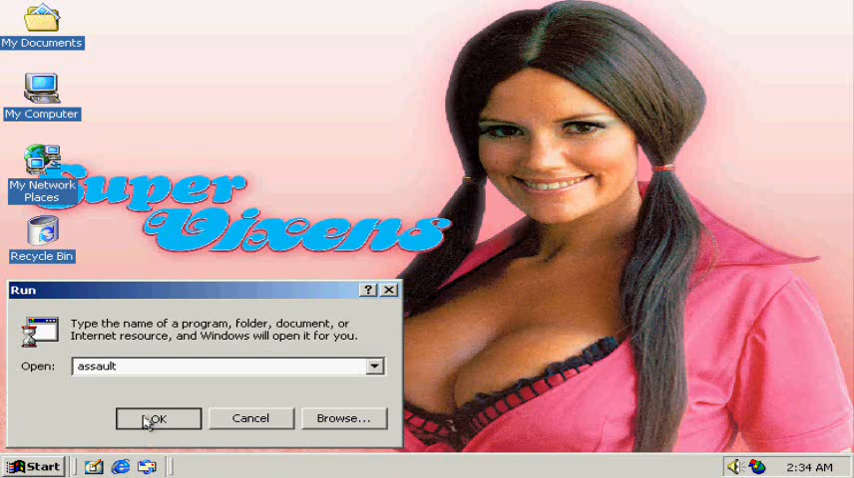 My Documents
My Computer
My Network
Places
Recycle Bin
Super
Vixens
Run
Type the name of a program, folder, document, or
Internet resource, and Windows will open it for you.
Open: assault
OK Cancel Browse...
Start 2:34 AM